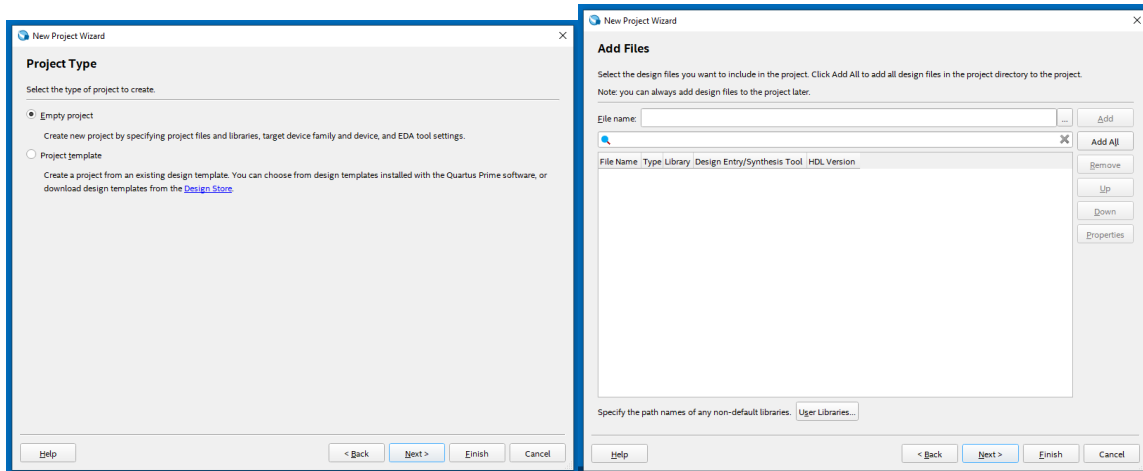 New Project Wizard
Project Type
Select the type of project to create.
Empty project
Create new project by specifying project files and libraries, target device family and device, and EDA tool settings.
Project template
Create a project from an existing design template. You can choose from design templates installed with the Quartus Prime software, or
download design templates from the Design Store.
Help
< Back
Next >
Finish
Cancel
New Project Wizard
Add Files
Select the design files you want to include in the project. Click Add All to add all design files in the project directory to the project.
Note: you can always add design files to the project later.
File name:
...
Add
Add All
File Name Type Library Design Entry/Synthesis Tool HDL Version
Remove
Up
Down
Properties
Specify the path names of any non-default libraries. User Libraries...
Help
< Back
Next >
Finish
Cancel